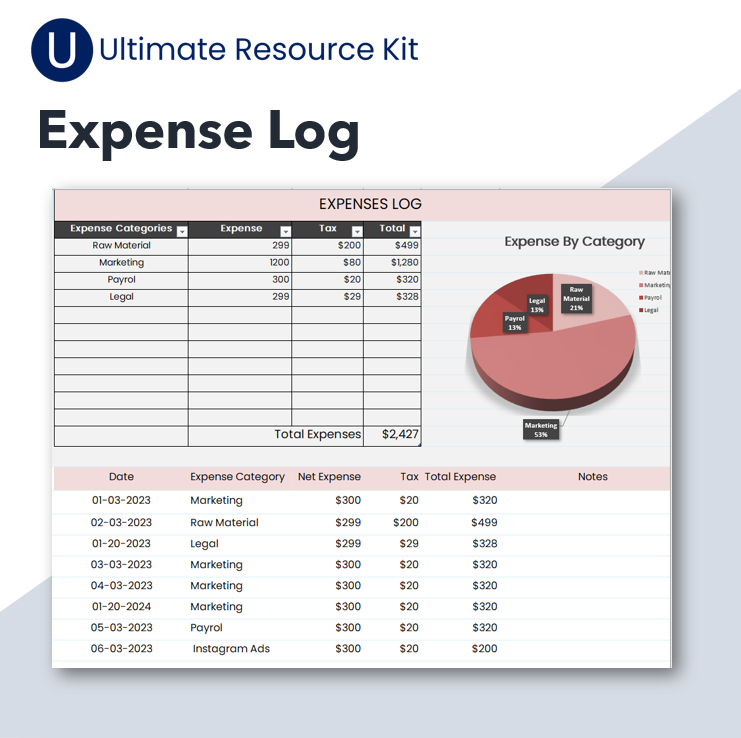 U Ultimate Resource Kit
Expense Log
EXPENSES LOG
Expense Categories Expense Tax Total
Raw Material 299 $200 $499
Marketing 1200 $80 $1,280
Payrol 300 $20 $320
Legal 299 $29 $328
Total Expenses $2,427
Expense By Category
Raw Material 21%
Legal 13%
Payrol 13%
Marketing 53%
Raw Mate
Marketing
Payrol
Legal
Date Expense Category Net Expense Tax Total Expense Notes
01-03-2023 Marketing $300 $20 $320
02-03-2023 Raw Material $299 $200 $499
01-20-2023 Legal $299 $29 $328
03-03-2023 Marketing $300 $20 $320
04-03-2023 Marketing $300 $20 $320
01-20-2024 Marketing $300 $20 $320
05-03-2023 Payrol $300 $20 $320
06-03-2023 Instagram Ads $300 $20 $200